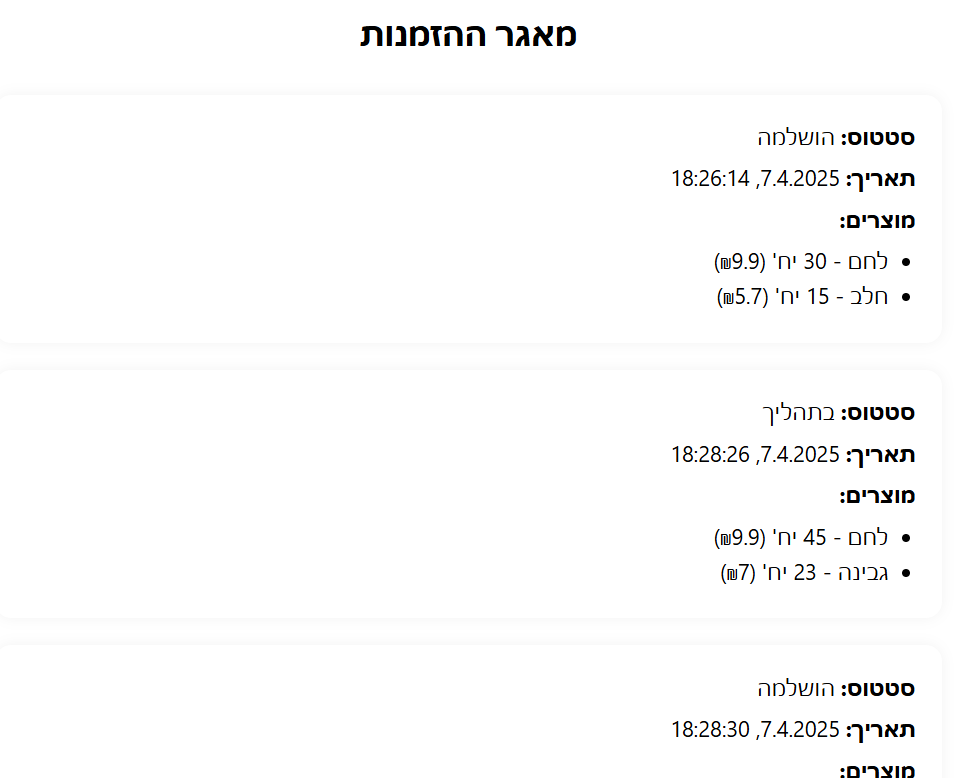 מאגר ההזמנות
סטטוס: הושלמה
תאריך: 7.4.2025, 18:26:14
מוצרים:
• לחם - 30 יח' (9.9₪)
• חלב - 15 יח' (5.7₪)
סטטוס: בתהליך
תאריך: 7.4.2025, 18:28:26
מוצרים:
• לחם - 45 יח' (9.9₪)
• גבינה - 23 יח' (7₪)
סטטוס: הושלמה
תאריך: 7.4.2025, 18:28:30
מוצרים: